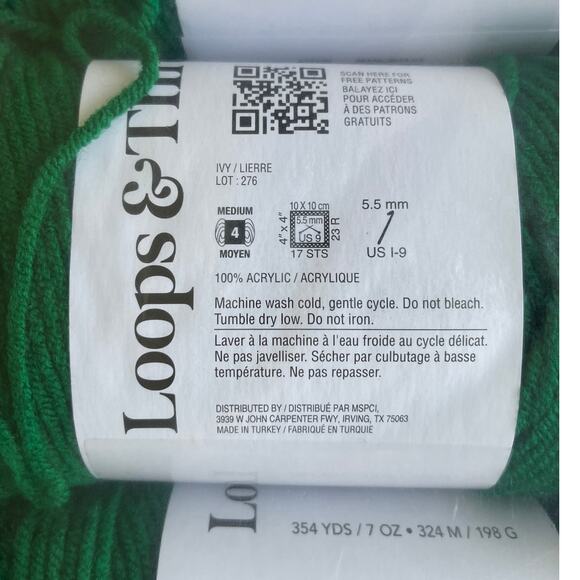 Loops &
SCAN HERE FOR
FREE PATTERNS
BALAYEZ ICI
POUR ACCÉDER
À DES PATRONS
GRATUITS
IVY / LIERRE
LOT : 276
MEDIUM
4
MOYEN
10 X 10 cm
4" x 4"
5.5 mm
US 9
23 R
17 STS
5.5 mm
US I-9
100% ACRYLIC / ACRYLIQUE
Machine wash cold, gentle cycle. Do not bleach.
Tumble dry low. Do not iron.
Laver à la machine à l'eau froide au cycle délicat.
Ne pas javelliser. Sécher par culbutage à basse
température. Ne pas repasser.
DISTRIBUTED BY / DISTRIBUÉ PAR MSPCI,
3939 W JOHN CARPENTER FWY, IRVING, TX 75063
MADE IN TURKEY / FABRIQUÉ EN TURQUIE
354 YDS / 7 OZ • 324 M / 198 G